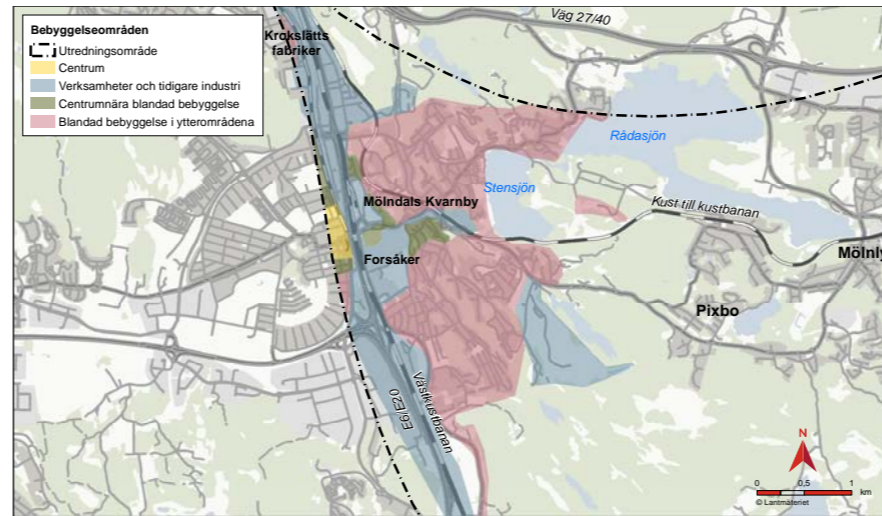 Bebyggelseområden
Utredningsområde
Centrum
Verksamheter och tidigare industri
Centrumnära blandad bebyggelse
Blandad bebyggelse i ytterområdena
Krokslätts
fabriker
Väg 27/40
Rådasjön
Stensjön
Mölndals Kvarnby
Kust till kustbanan
Mölnly
Forsåker
Pixbo
E6/E20
Västkustbanan
N
0 0,5 1
km
© Lantmäteriet